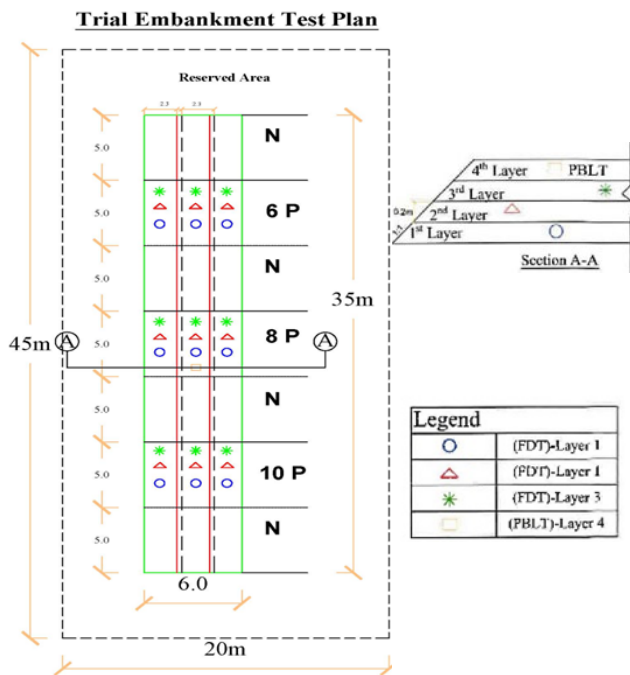 Trial Embankment Test Plan
Reserved Area
2.3 2.3
5.0 N
5.0 6 P
5.0 N
35m
45m
5.0 8 P
A A
5.0 N
5.0 10 P
5.0 N
6.0
20m
4th Layer PBLT
3rd Layer
0.2m
2nd Layer
1st Layer
Section A-A
Legend
(FDT)-Layer 1
(FDT)-Layer 1
(FDT)-Layer 3
(PBLT)-Layer 4